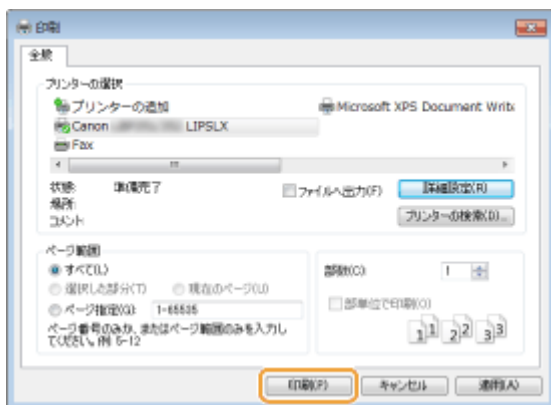 印刷
全般
プリンターの選択
プリンターの追加
Microsoft XPS Document Write
Canon LIPSLX
Fax
状態: 準備完了
ファイルへ出力(F)
詳細設定(R)
場所:
コメント:
プリンターの検索(D)...
ページ範囲
すべて(L)
選択した部分(T)
現在のページ(U)
ページ指定(G): 1-65535
ページ番号のみか、またはページ範囲のみを入力し
てください。例: 5-12
部数(C): 1
部単位で印刷(O)
11 22 33
印刷(P)
キャンセル
適用(A)